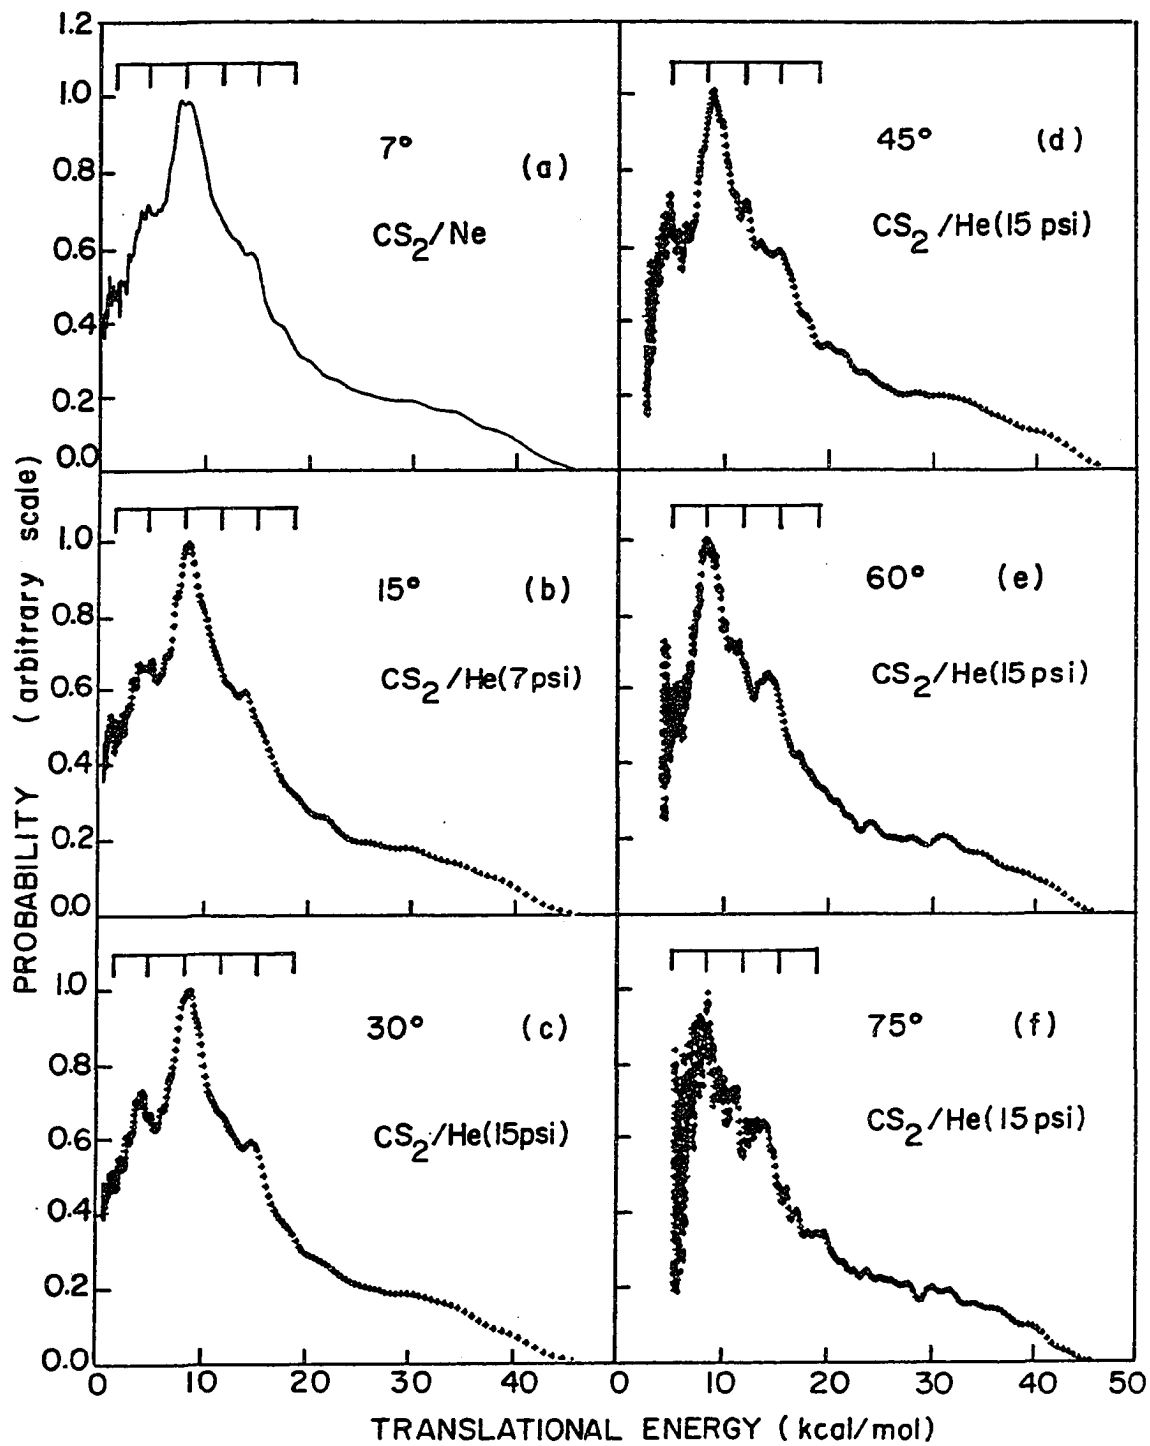 1.2
1.0
0.8
0.6
0.4
0.2
0.0
7° (a)
CS2/Ne
45° (d)
CS2/He(15 psi)
1.0
0.8
0.6
0.4
0.2
0.0
15° (b)
CS2/He(7psi)
60° (e)
CS2/He(15psi)
1.0
0.8
0.6
0.4
0.2
0.0
30° (c)
CS2/He(15psi)
75° (f)
CS2/He(15psi)
PROBABILITY (arbitrary scale)
0 10 20 30 40 0 10 20 30 40 50
TRANSLATIONAL ENERGY (kcal/mol)